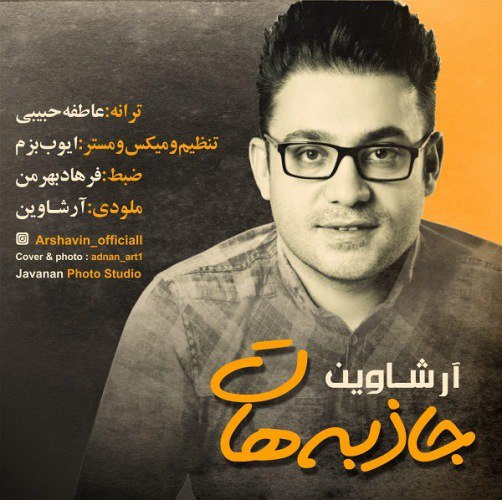 ترانه:عاطفه حبیبی
تنظیم و میکس و مستر:ایوب بزم
ضبط:فرهاد بهرمن
ملودی:آرشاوین
Arshavin_officiall
Cover & photo : adnan_art1
Javanan Photo Studio
آرشاوین
جاذبه هات